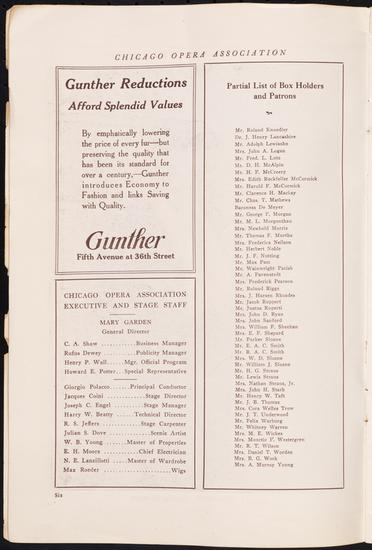 CHICAGO OPERA ASSOCIATION
Gunther Reductions
Afford Splendid Values
By emphatically lowering
the price of every fur—but
preserving the quality that
has been its standard for
over a century,—Gunther
introduces Economy to
Fashion and links Saving
with Quality.
Gunther
Fifth Avenue at 36th Street
CHICAGO OPERA ASSOCIATION
EXECUTIVE AND STAGE STAFF
MARY GARDEN
General Director
C. A. Shaw ............Business Manager
Rufus Dewey ..........Publicity Manager
Henry P. Wall.....Mgr. Official Program
Howard E. Potter..Special Representative
Giorgio Polacco.......Principal Conductor
Jacques Coini .............Stage Director
Joseph C. Engel ..........Stage Manager
Harry W. Beatty ......Technical Director
R. S. Jeffers .............Stage Carpenter
Julian S. Dove .............Scenic Artist
W. B. Young .......Master of Properties
E. H. Moore ............Chief Electrician
N. E. Lanzillotti ....Master of Wardrobe
Max Roeder .......................Wigs
Six
Partial List of Box Holders
and Patrons
Mr. Roland Knoedler
Dr. J. Henry Lancashire
Mr. Adolph Lewisohn
Mrs. John A. Logan
Mr. Fred. L. Lutz
Mr. D. H. McAlpin
Mr. H. F. McCreery
Mrs. Edith Rockfeller McCormick
Mr. Harold F. McCormick
Mr. Clarence H. Mackay
Mr. Chas. T. Mathews
Baroness De Meyer
Mr. George F. Morgan
Mr. M. L. Morgenthau
Mrs. Newbold Morris
Mr. Thomas F. Murtha
Mrs. Frederica Neilson
Mr. Herbert Noble
Mr. J. F. Notting
Mr. Max Pam
Mr. Wainwright Parish
Mr. A. Pavenstedt
Mrs. Frederick Pearson
Mr. Roland Riggs
Mrs. J. Harsen Rhoades
Mr. Jacob Ruppert
Mr. Justus Ruperti
Mrs. John D. Ryan
Mrs. John Sanford
Mrs. William F. Sheehan
Mrs. E. F. Shepard
Mr. Parker Sloane
Mr. E. A. C. Smith
Mr. R. A. C. Smith
Mrs. W. D. Sloane
Mr. William J. Sloane
Mr. H. G. Strauss
Mr. Lewis Strauss
Mrs. Nathan Straus, Jr.
Mrs. John H. Starh
Mr. Henry W. Taft
Mr. J. B. Thomas
Mrs. Cora Welles Trow
Mr. J. T. Underwood
Mr. Felix Warburg
Mr. Whitney Warren
Mrs. M. E. Wickes
Mrs. Montric F. Westergren
Mr. R. T. Wilson
Mrs. Daniel T. Worden
Mrs. B. G. Work
Mrs. A. Murray Young